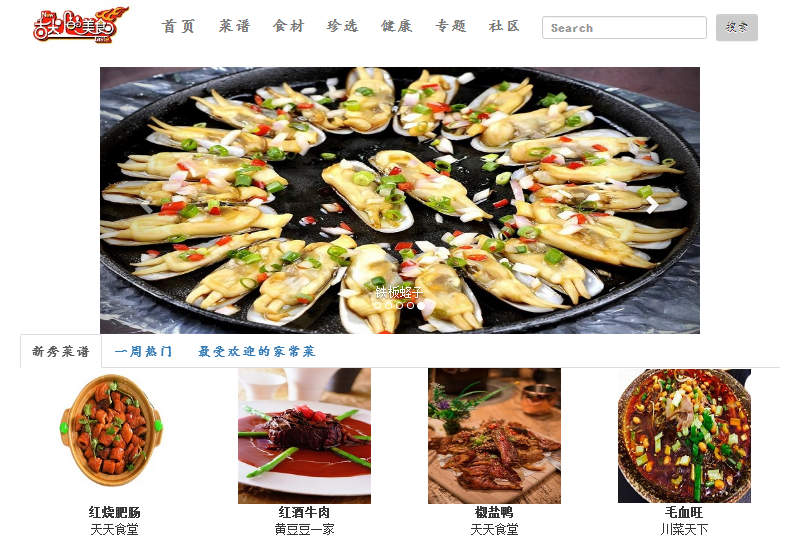 New
的美食
首页 菜谱 食材 珍选 健康 专题 社区 Search 搜索
铁板蛏子
新秀菜谱 一周热门 最受欢迎的家常菜
红烧肥肠 红酒牛肉 椒盐鸭 毛血旺
天天食堂 黄豆豆一家 天天食堂 川菜天下